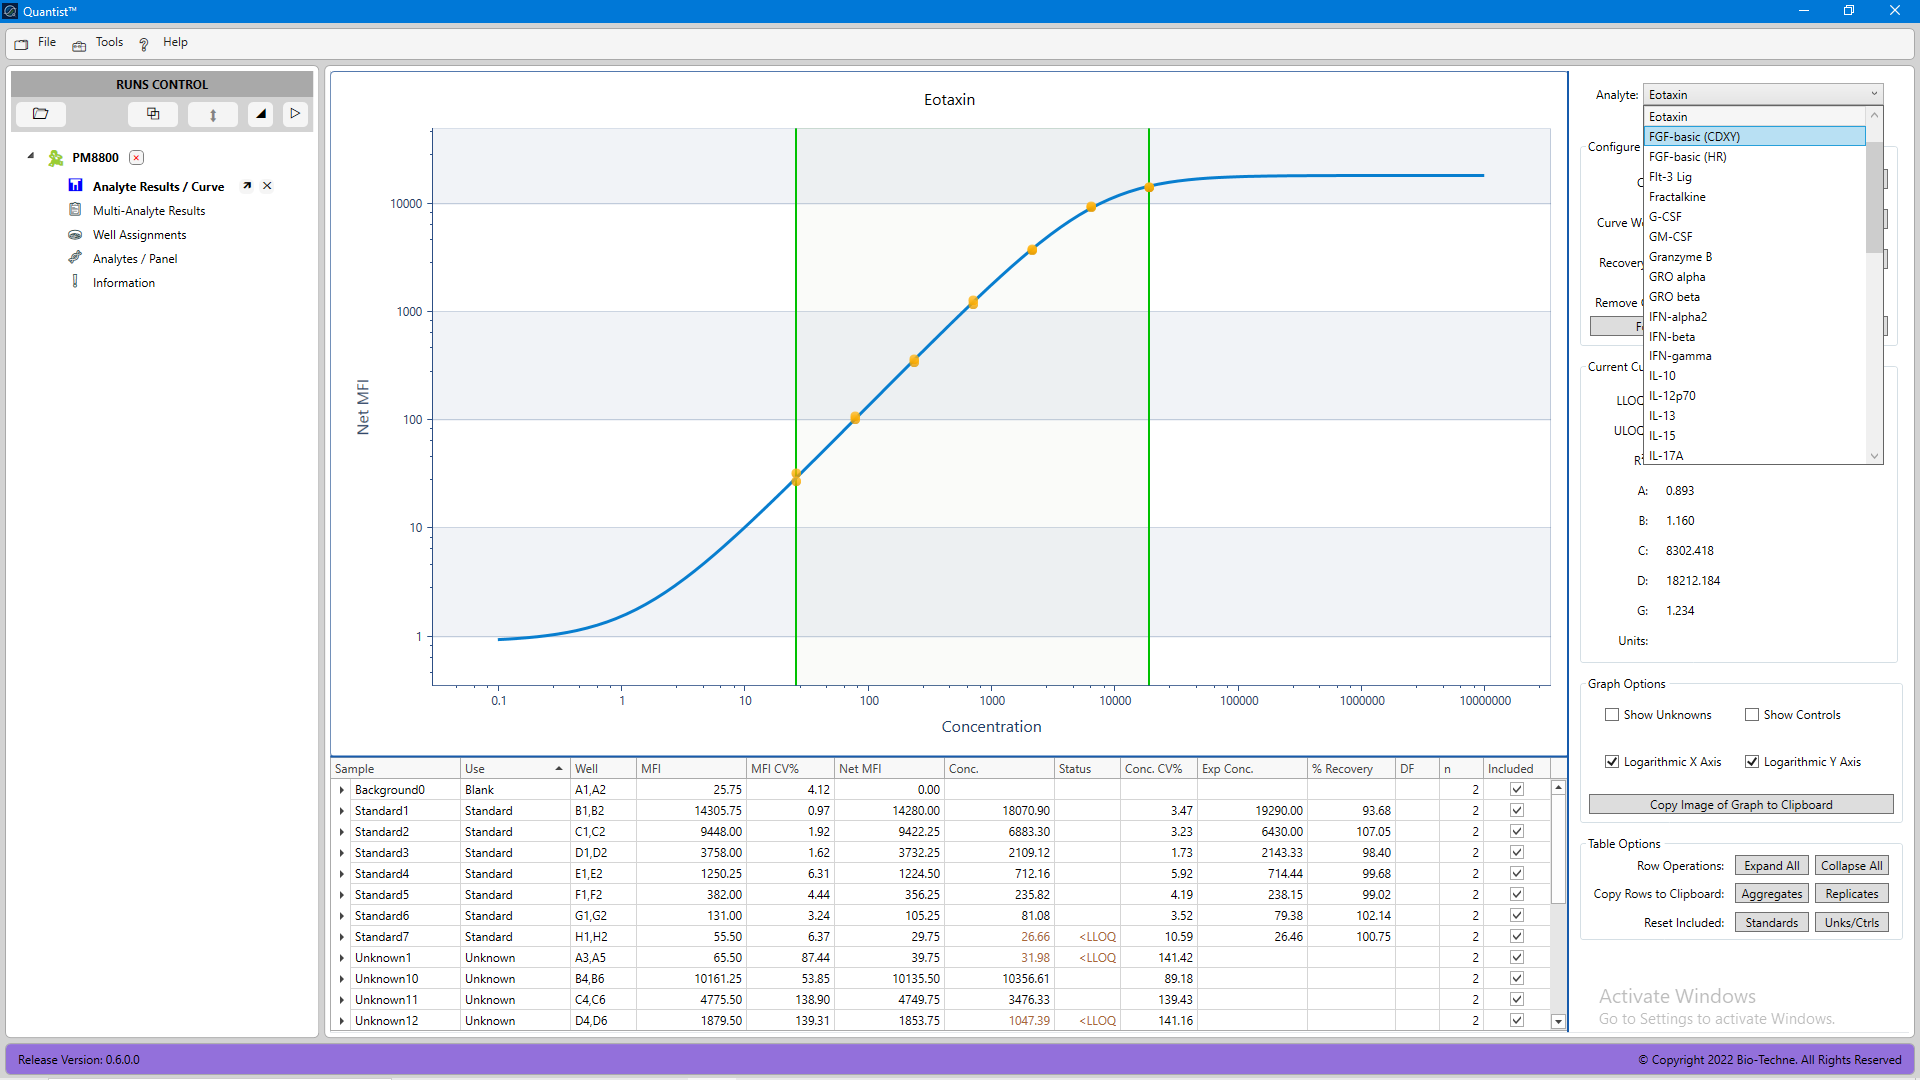 Quantist™
File Tools Help
RUNS CONTROL
PM8800
Analyte Results / Curve
Multi-Analyte Results
Well Assignments
Analytes / Panel
Information
Eotaxin
Net MFI
10000
1000
100
10
1
0.1 1 10 100 1000 10000 100000 1000000 10000000
Concentration
Sample Use Well MFI MFI CV% Net MFI Conc. Status Conc. CV% Exp Conc. % Recovery DF n Included
Background0 Blank A1,A2 25.75 4.12 0.00 2
Standard1 Standard B1,B2 14305.75 0.97 14280.00 18070.90 3.47 19290.00 93.68 2
Standard2 Standard C1,C2 9448.00 1.92 9422.25 6883.30 3.23 6430.00 107.05 2
Standard3 Standard D1,D2 3758.00 1.62 3732.25 2109.12 1.73 2143.33 98.40 2
Standard4 Standard E1,E2 1250.25 6.31 1224.50 712.16 5.92 714.44 99.68 2
Standard5 Standard F1,F2 382.00 4.44 356.25 235.82 4.19 238.15 99.02 2
Standard6 Standard G1,G2 131.00 3.24 105.25 81.08 3.52 79.38 102.14 2
Standard7 Standard H1,H2 55.50 6.37 29.75 26.66 <LLOQ 10.59 26.46 100.75 2
Unknown1 Unknown A3,A5 65.50 87.44 39.75 31.98 <LLOQ 141.42 2
Unknown10 Unknown B4,B6 10161.25 53.85 10135.50 10356.61 89.18 2
Unknown11 Unknown C4,C6 4775.50 138.90 4749.75 3476.33 139.43 2
Unknown12 Unknown D4,D6 1879.50 139.31 1853.75 1047.39 <LLOQ 141.16 2
Analyte: Eotaxin
Eotaxin
FGF-basic (CDXY)
FGF-basic (HR)
Flt-3 Lig
Fractalkine
G-CSF
GM-CSF
Granzyme B
GRO alpha
GRO beta
IFN-alpha2
IFN-beta
IFN-gamma
IL-10
IL-12p70
IL-13
IL-15
IL-17A
Configure
Curve
Recovery
Remove
Current
LLOQ
ULOQ
A: 0.893
B: 1.160
C: 8302.418
D: 18212.184
G: 1.234
Units:
Graph Options
Show Unknowns Show Controls
Logarithmic X Axis Logarithmic Y Axis
Copy Image of Graph to Clipboard
Table Options
Row Operations: Expand All Collapse All
Copy Rows to Clipboard: Aggregates Replicates
Reset Included: Standards Unks/Ctrls
Activate Windows
Go to Settings to activate Windows.
Release Version: 0.6.0.0
© Copyright 2022 Bio-Techne. All Rights Reserved